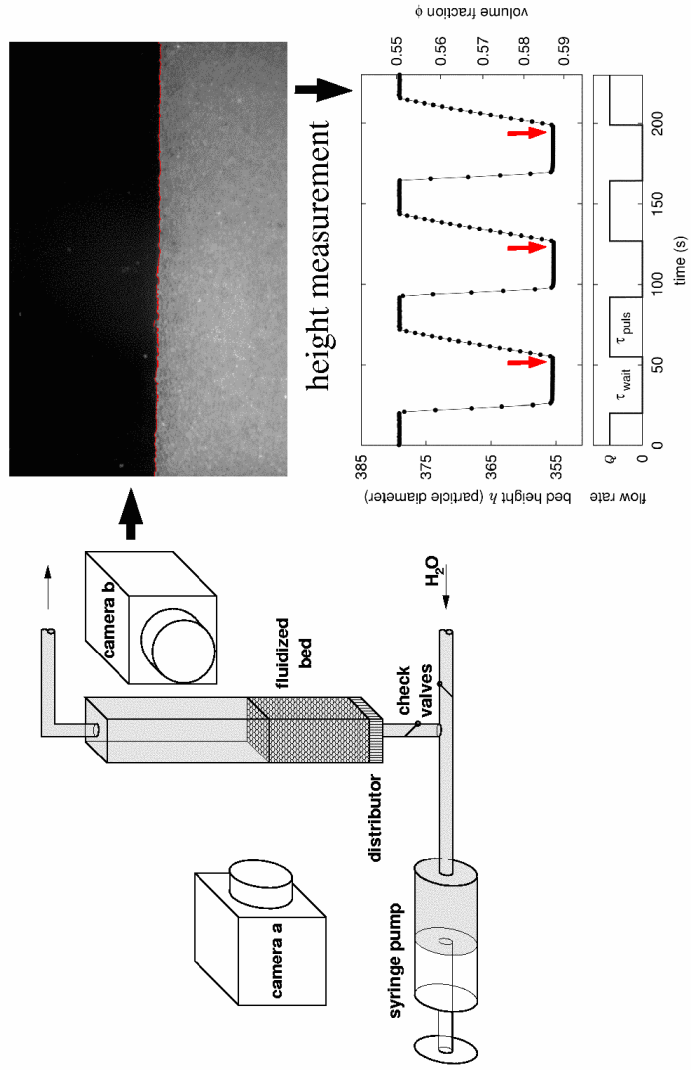 camera a
camera b
fluidized
bed
distributor
check
valves
H₂O
syringe pump
height measurement
bed height h (particle diameter)
385
375
365
355
volume fraction ϕ
0.55
0.56
0.57
0.58
0.59
flow rate
Q
0
τ wait
τ puls
0
50
100
150
200
time (s)